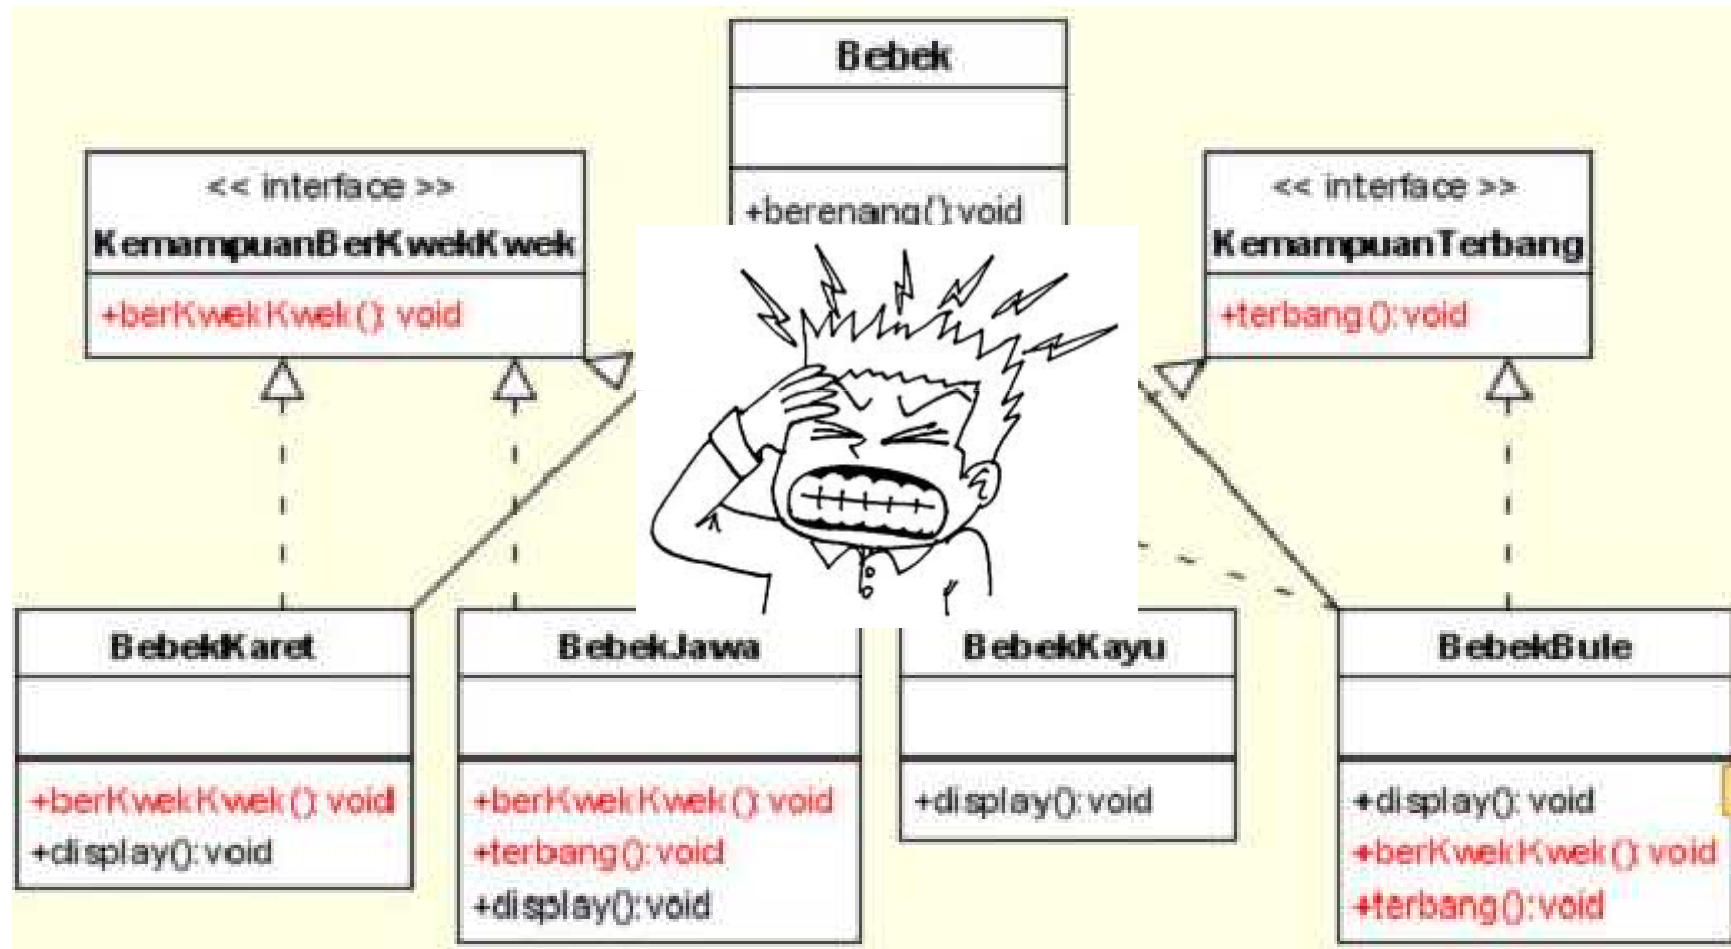 Bebek
+berenang():void
<< interface >>
KemampuanBerKwekKwek
+berKwekKwek(): void
<< interface >>
KemampuanTerbang
+terbang():void
BebekKaret
+berKwekKwek(): void
+display():void
BebekJawa
+berKwekKwek(): void
+terbang():void
+display():void
BebekKayu
+display():void
BebekBule
+display(): void
+berKwekKwek(): void
+terbang():void